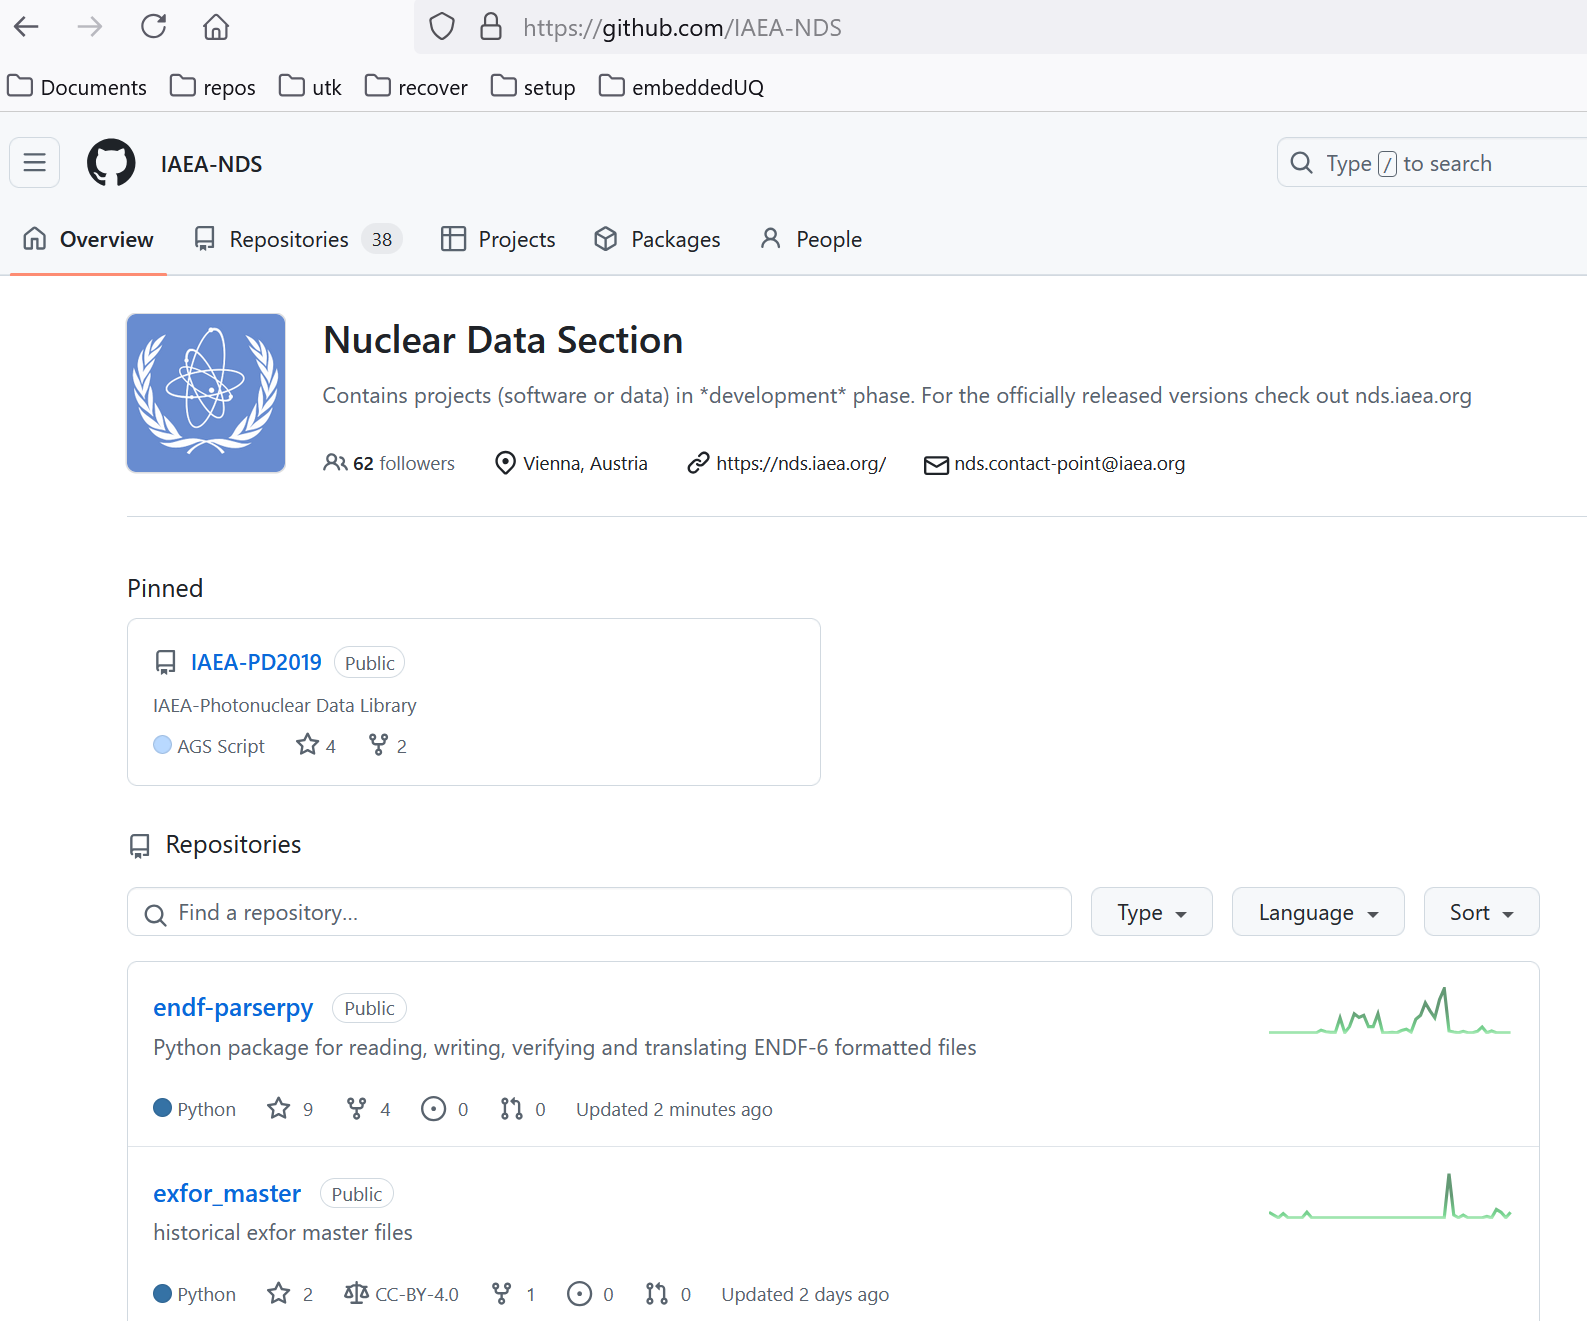 https://github.com/IAEA-NDS
Documents repos utk recover setup embeddedUQ
IAEA-NDS Type / to search
Overview Repositories 38 Projects Packages People
Nuclear Data Section
Contains projects (software or data) in *development* phase. For the officially released versions check out nds.iaea.org
62 followers Vienna, Austria https://nds.iaea.org/ nds.contact-point@iaea.org
Pinned
IAEA-PD2019 Public
IAEA-Photonuclear Data Library
AGS Script 4 2
Repositories
Find a repository... Type Language Sort
endf-parserpy Public
Python package for reading, writing, verifying and translating ENDF-6 formatted files
Python 9 4 0 0 Updated 2 minutes ago
exfor_master Public
historical exfor master files
Python 2 CC-BY-4.0 1 0 0 Updated 2 days ago